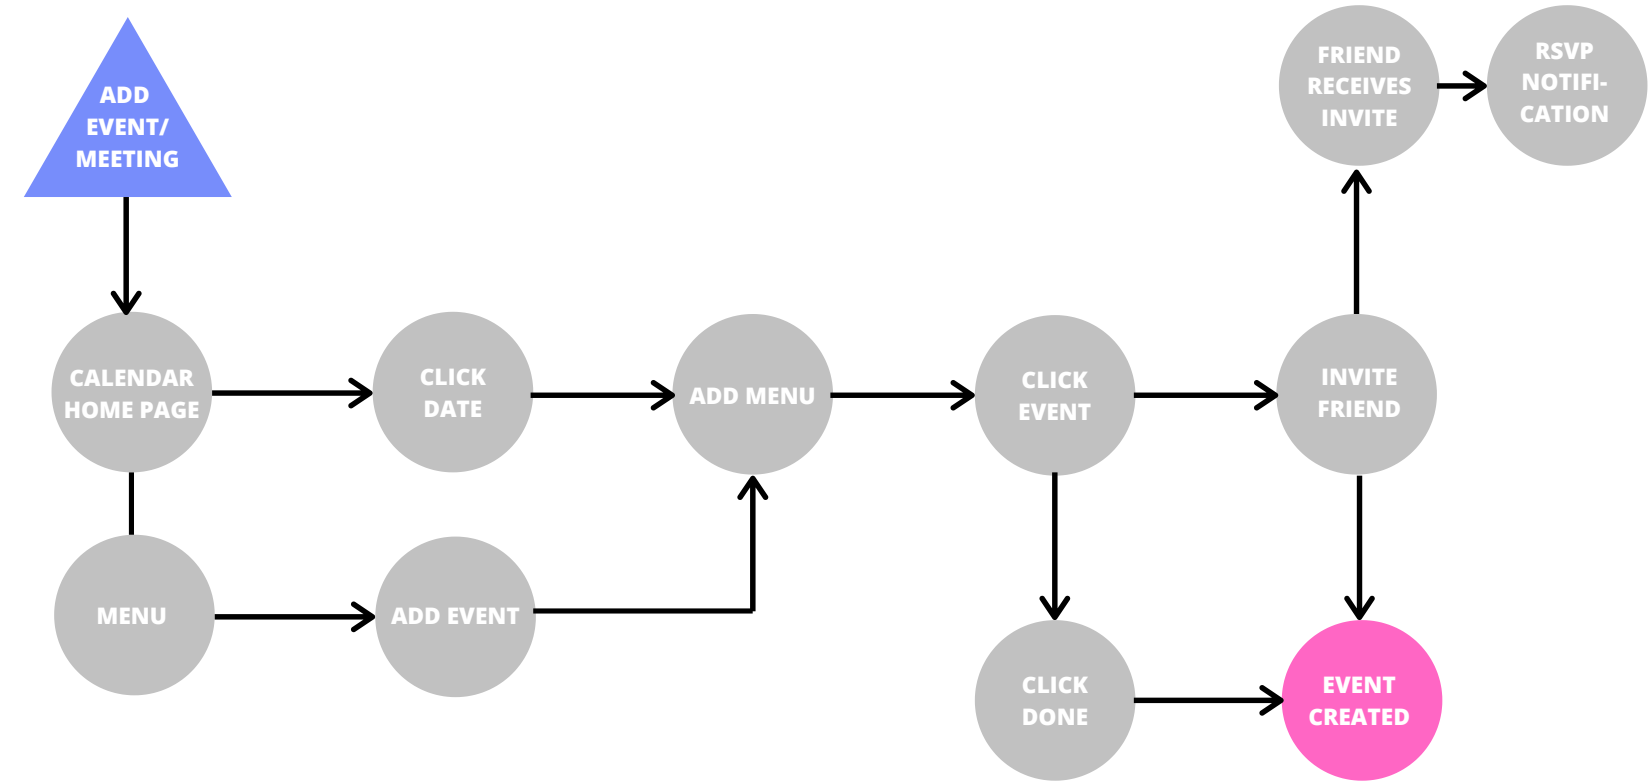 ADD
EVENT/
MEETING
FRIEND
RECEIVES
INVITE
RSVP
NOTIFI-
CATION
CALENDAR
HOME PAGE
CLICK
DATE
ADD MENU
CLICK
EVENT
INVITE
FRIEND
MENU
ADD EVENT
CLICK
DONE
EVENT
CREATED